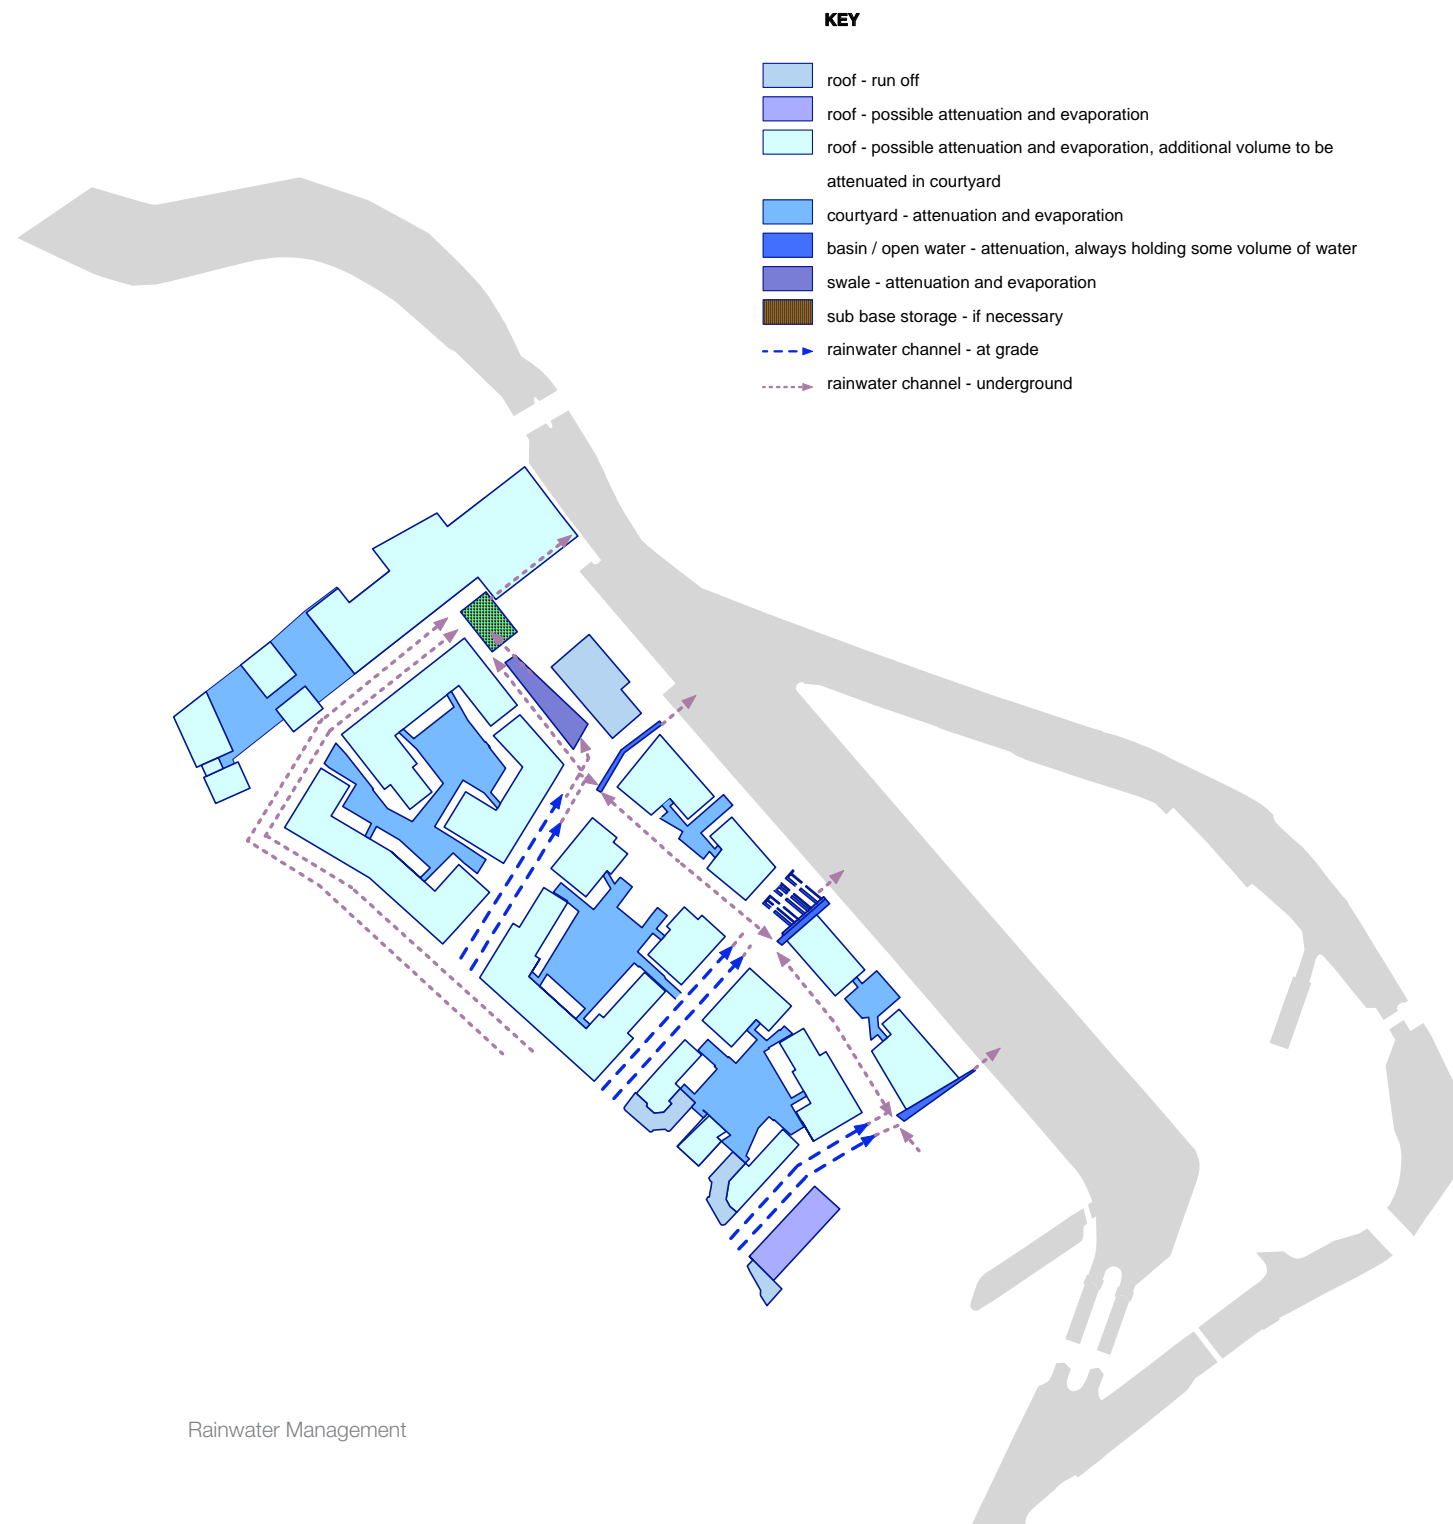 KEY
roof - run off
roof - possible attenuation and evaporation
roof - possible attenuation and evaporation, additional volume to be
attenuated in courtyard
courtyard - attenuation and evaporation
basin / open water - attenuation, always holding some volume of water
swale - attenuation and evaporation
sub base storage - if necessary
rainwater channel - at grade
rainwater channel - underground
Rainwater Management